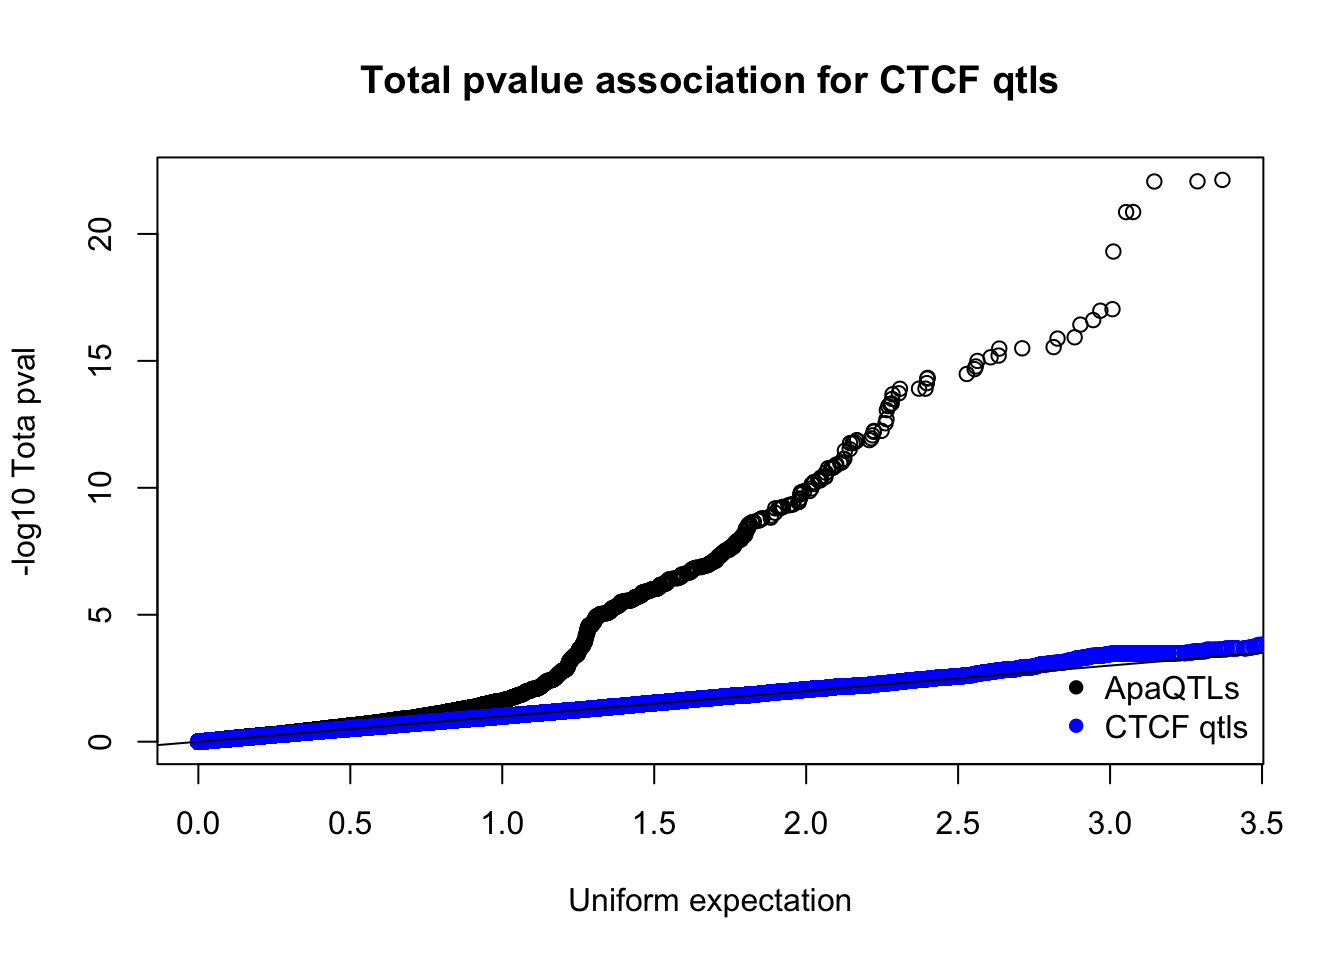 Total pvalue association for CTCF qtls
-log10 Tota pval
20
15
10
5
0
ApaQTLs
CTCF qtls
0.0 0.5 1.0 1.5 2.0 2.5 3.0 3.5
Uniform expectation